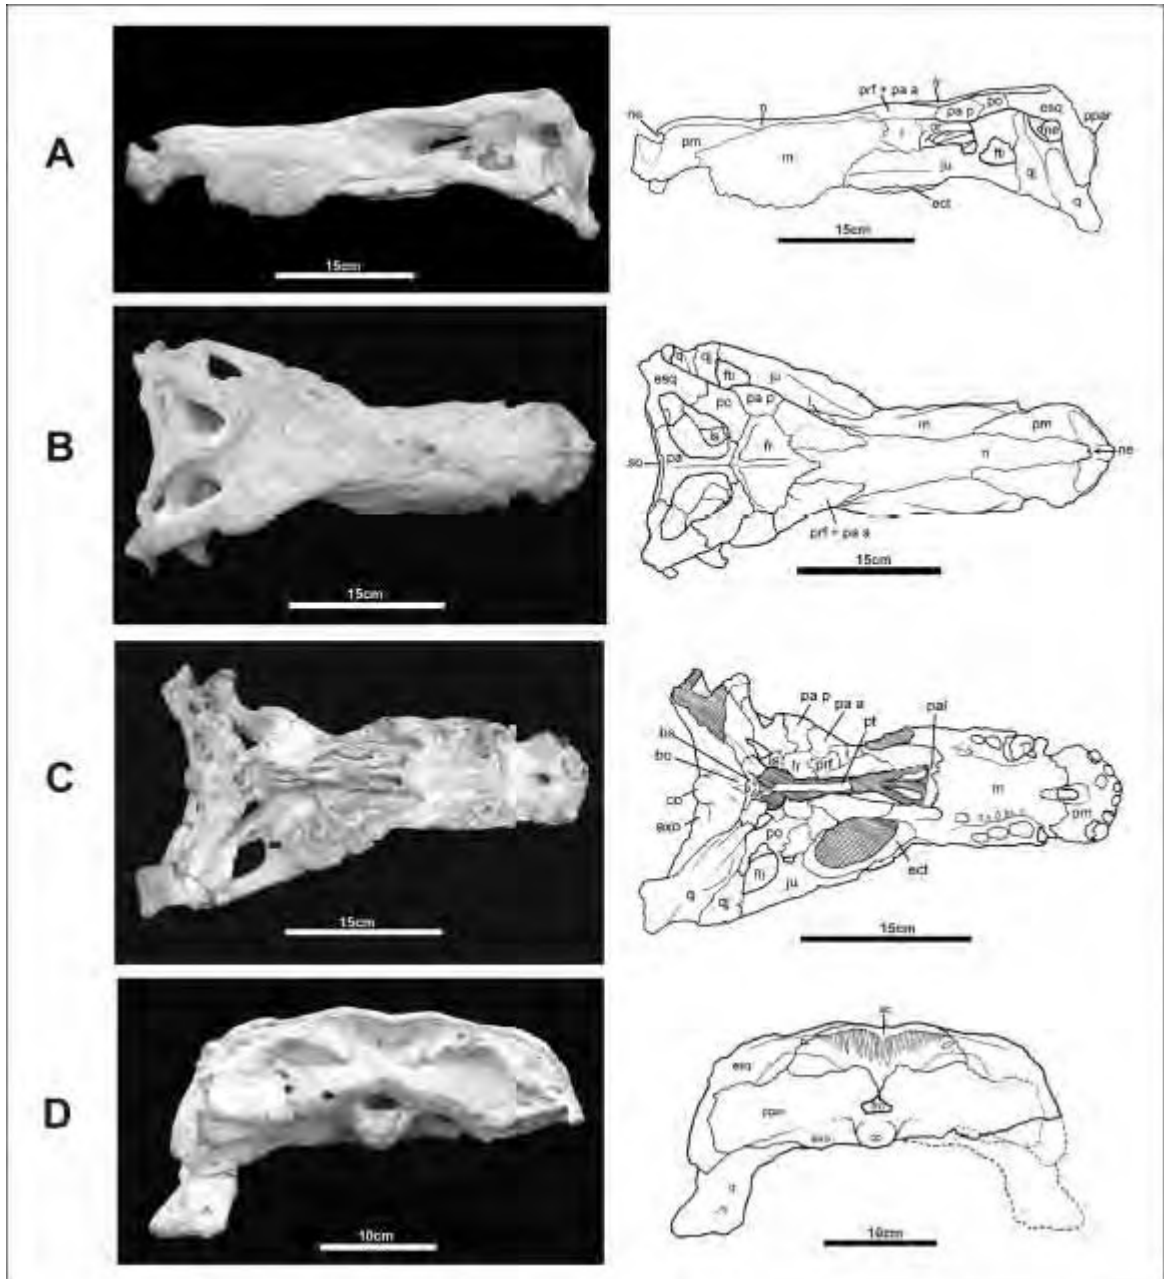 A
15cm
prf + pa a
fr
n
pa p
po
esq
ppar
ne
pm
m
l
ftl
qj
ju
q
ect
15cm
B
15cm
q
qj
ftl
ju
esq
po
pa p
l
m
pm
ls
fr
n
so
pa
ne
prf + pa a
15cm
C
15cm
pa p
pa a
pt
pal
bs
bo
ls
fr
prf
co
m
pm
exo
po
ect
ju
q
qj
15cm
D
10cm
esq
ppar
exo
q
10cm